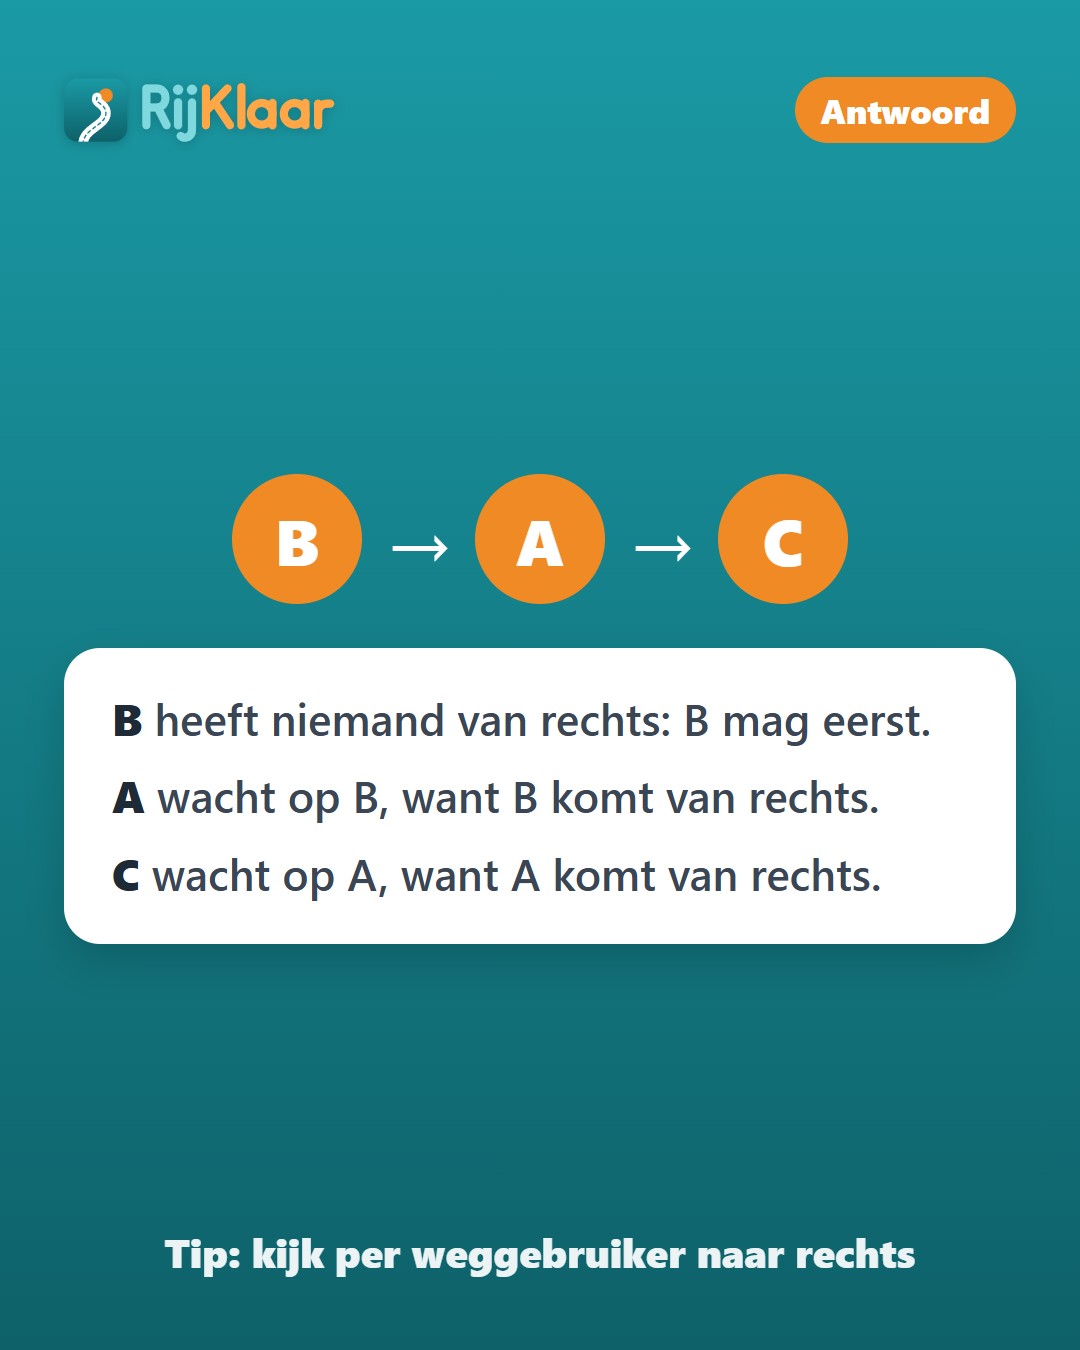 RijKlaar
Antwoord
B → A → C
B heeft niemand van rechts: B mag eerst.
A wacht op B, want B komt van rechts.
C wacht op A, want A komt van rechts.
Tip: kijk per weggebruiker naar rechts